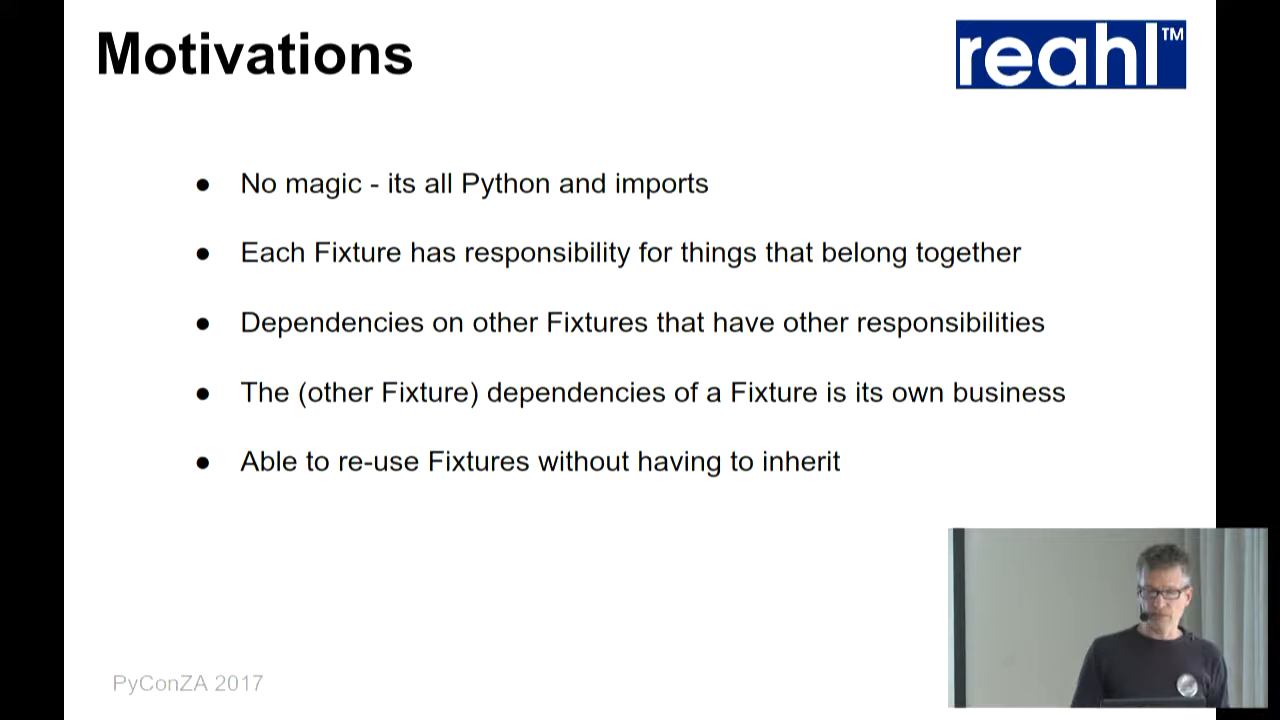 Motivations
reahl™
● No magic - its all Python and imports
● Each Fixture has responsibility for things that belong together
● Dependencies on other Fixtures that have other responsibilities
● The (other Fixture) dependencies of a Fixture is its own business
● Able to re-use Fixtures without having to inherit
PyConZA 2017